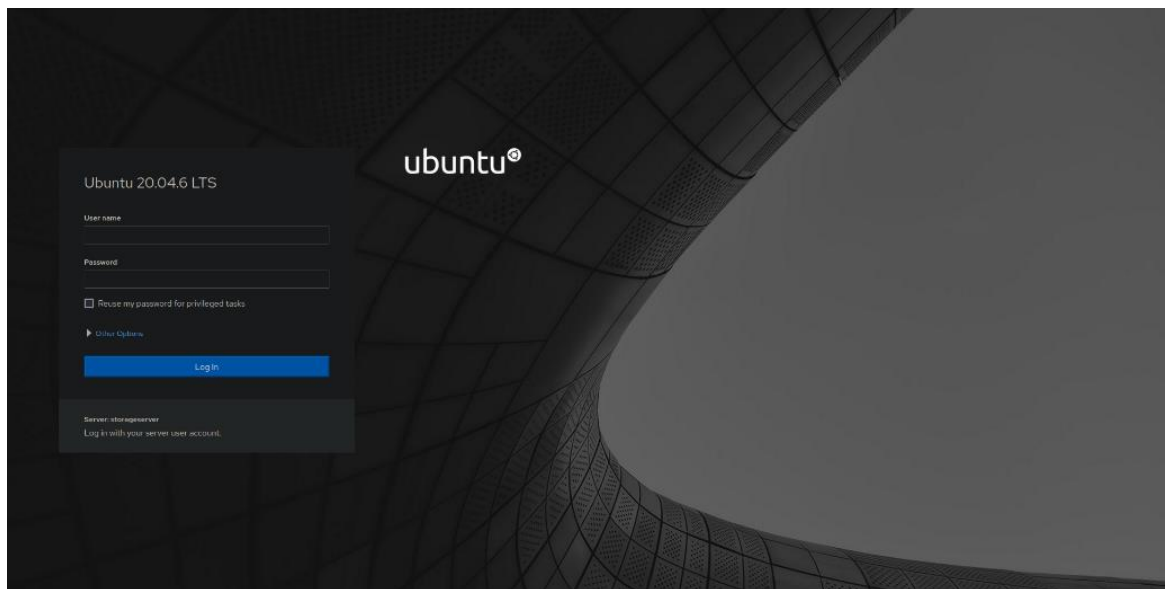 ubuntu
Ubuntu 20.04.6 LTS
User name
Password
Reuse my password for privileged tasks
Other Options
Log in
Server: storageserver
Log in with your server user account.